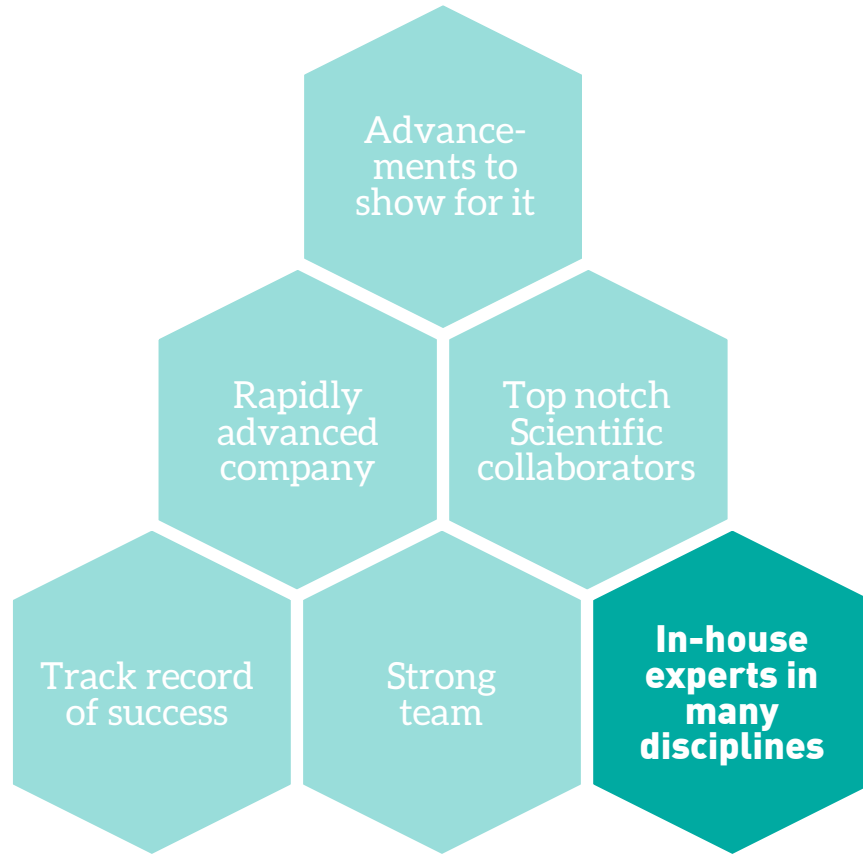 Advance-
ments to
show for it
Rapidly
advanced
company
Top notch
Scientific
collaborators
Track record
of success
Strong
team
In-house
experts in
many
disciplines